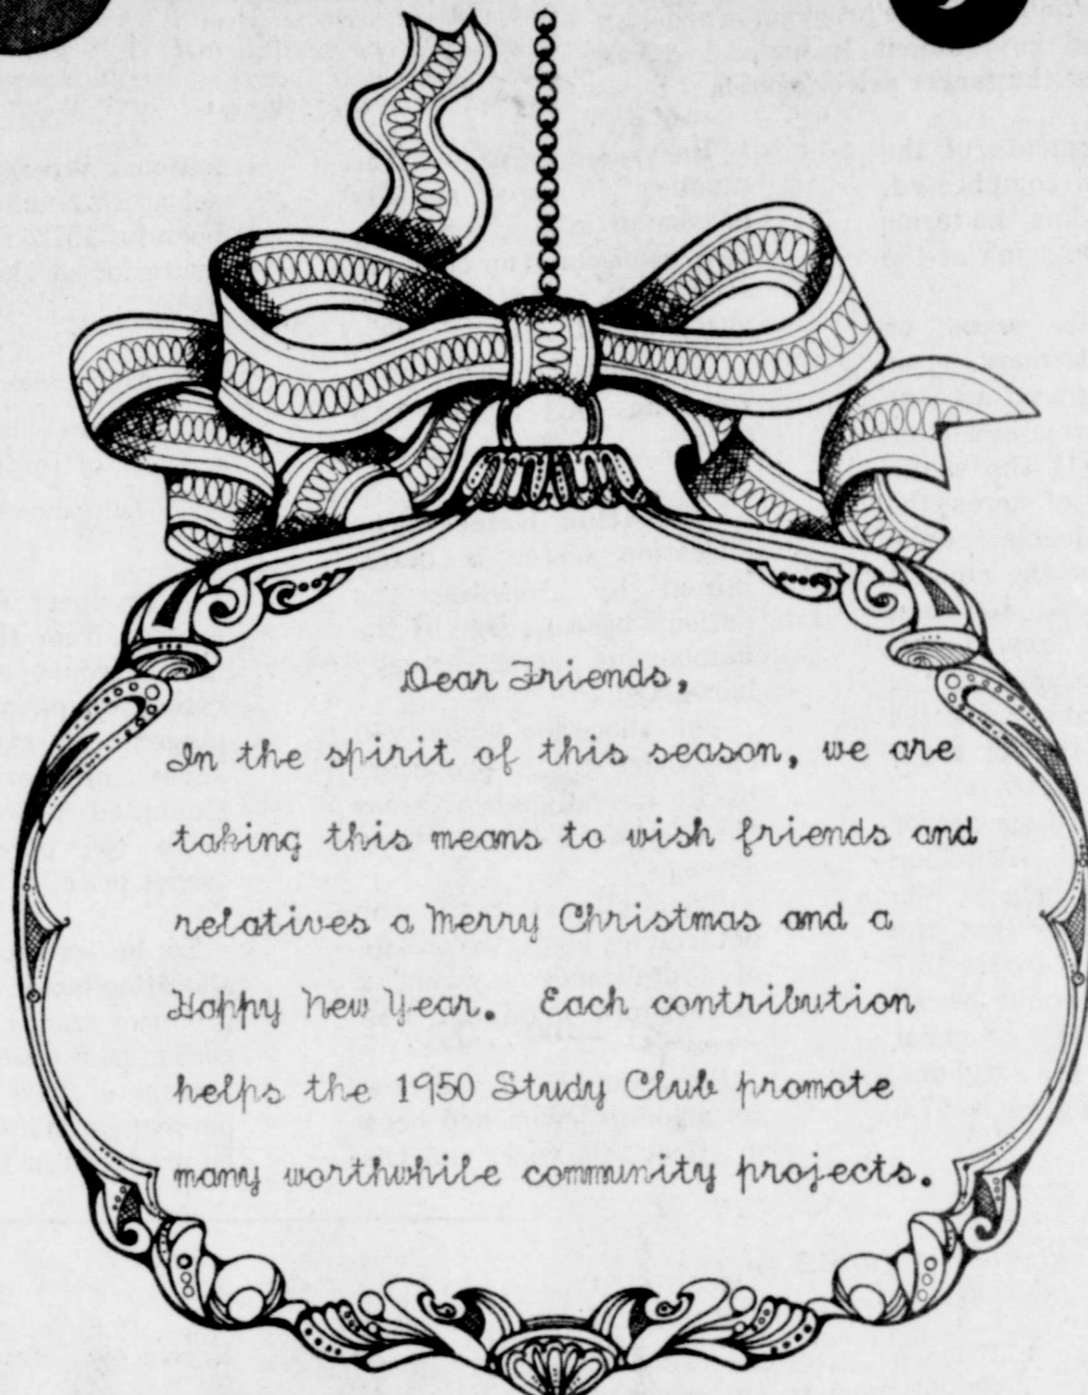 Dear Friends,
In the spirit of this season, we are
taking this means to wish friends and
relatives a Merry Christmas and a
Happy New Year.  Each contribution
helps the 1950 Study Club promote
many worthwhile community projects.